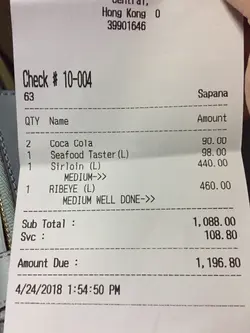 Central,
Hong Kong 0
39901646
Check # 10-004
63 Sapana
QTY Name Amount
2 Coca Cola 90.00
1 Seafood Taster(L) 98.00
1 Sirloin (L) 440.00
MEDIUM->>
1 RIBEYE (L) 460.00
MEDIUM WELL DONE->>
Sub Total : 1,088.00
Svc : 108.80
Amount Due : 1,196.80
4/24/2018 1:54:50 PM